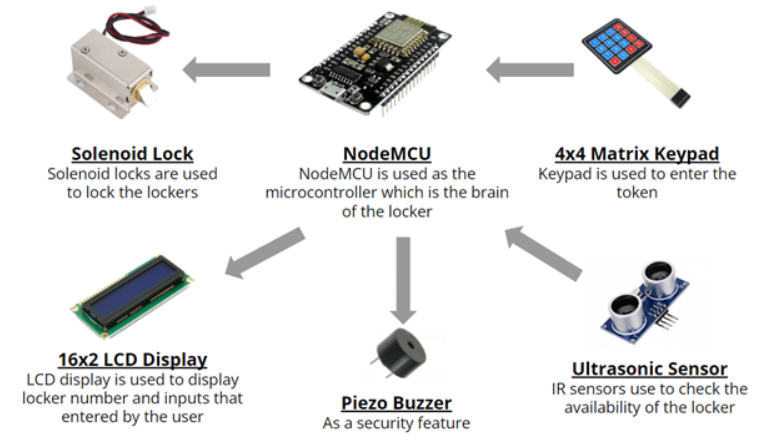 Solenoid Lock
Solenoid locks are used
to lock the lockers
NodeMCU
NodeMCU is used as the
microcontroller which is the brain
of the locker
4x4 Matrix Keypad
Keypad is used to enter the
token
16x2 LCD Display
LCD display is used to display
locker number and inputs that
entered by the user
Piezo Buzzer
As a security feature
Ultrasonic Sensor
IR sensors use to check the
availability of the locker